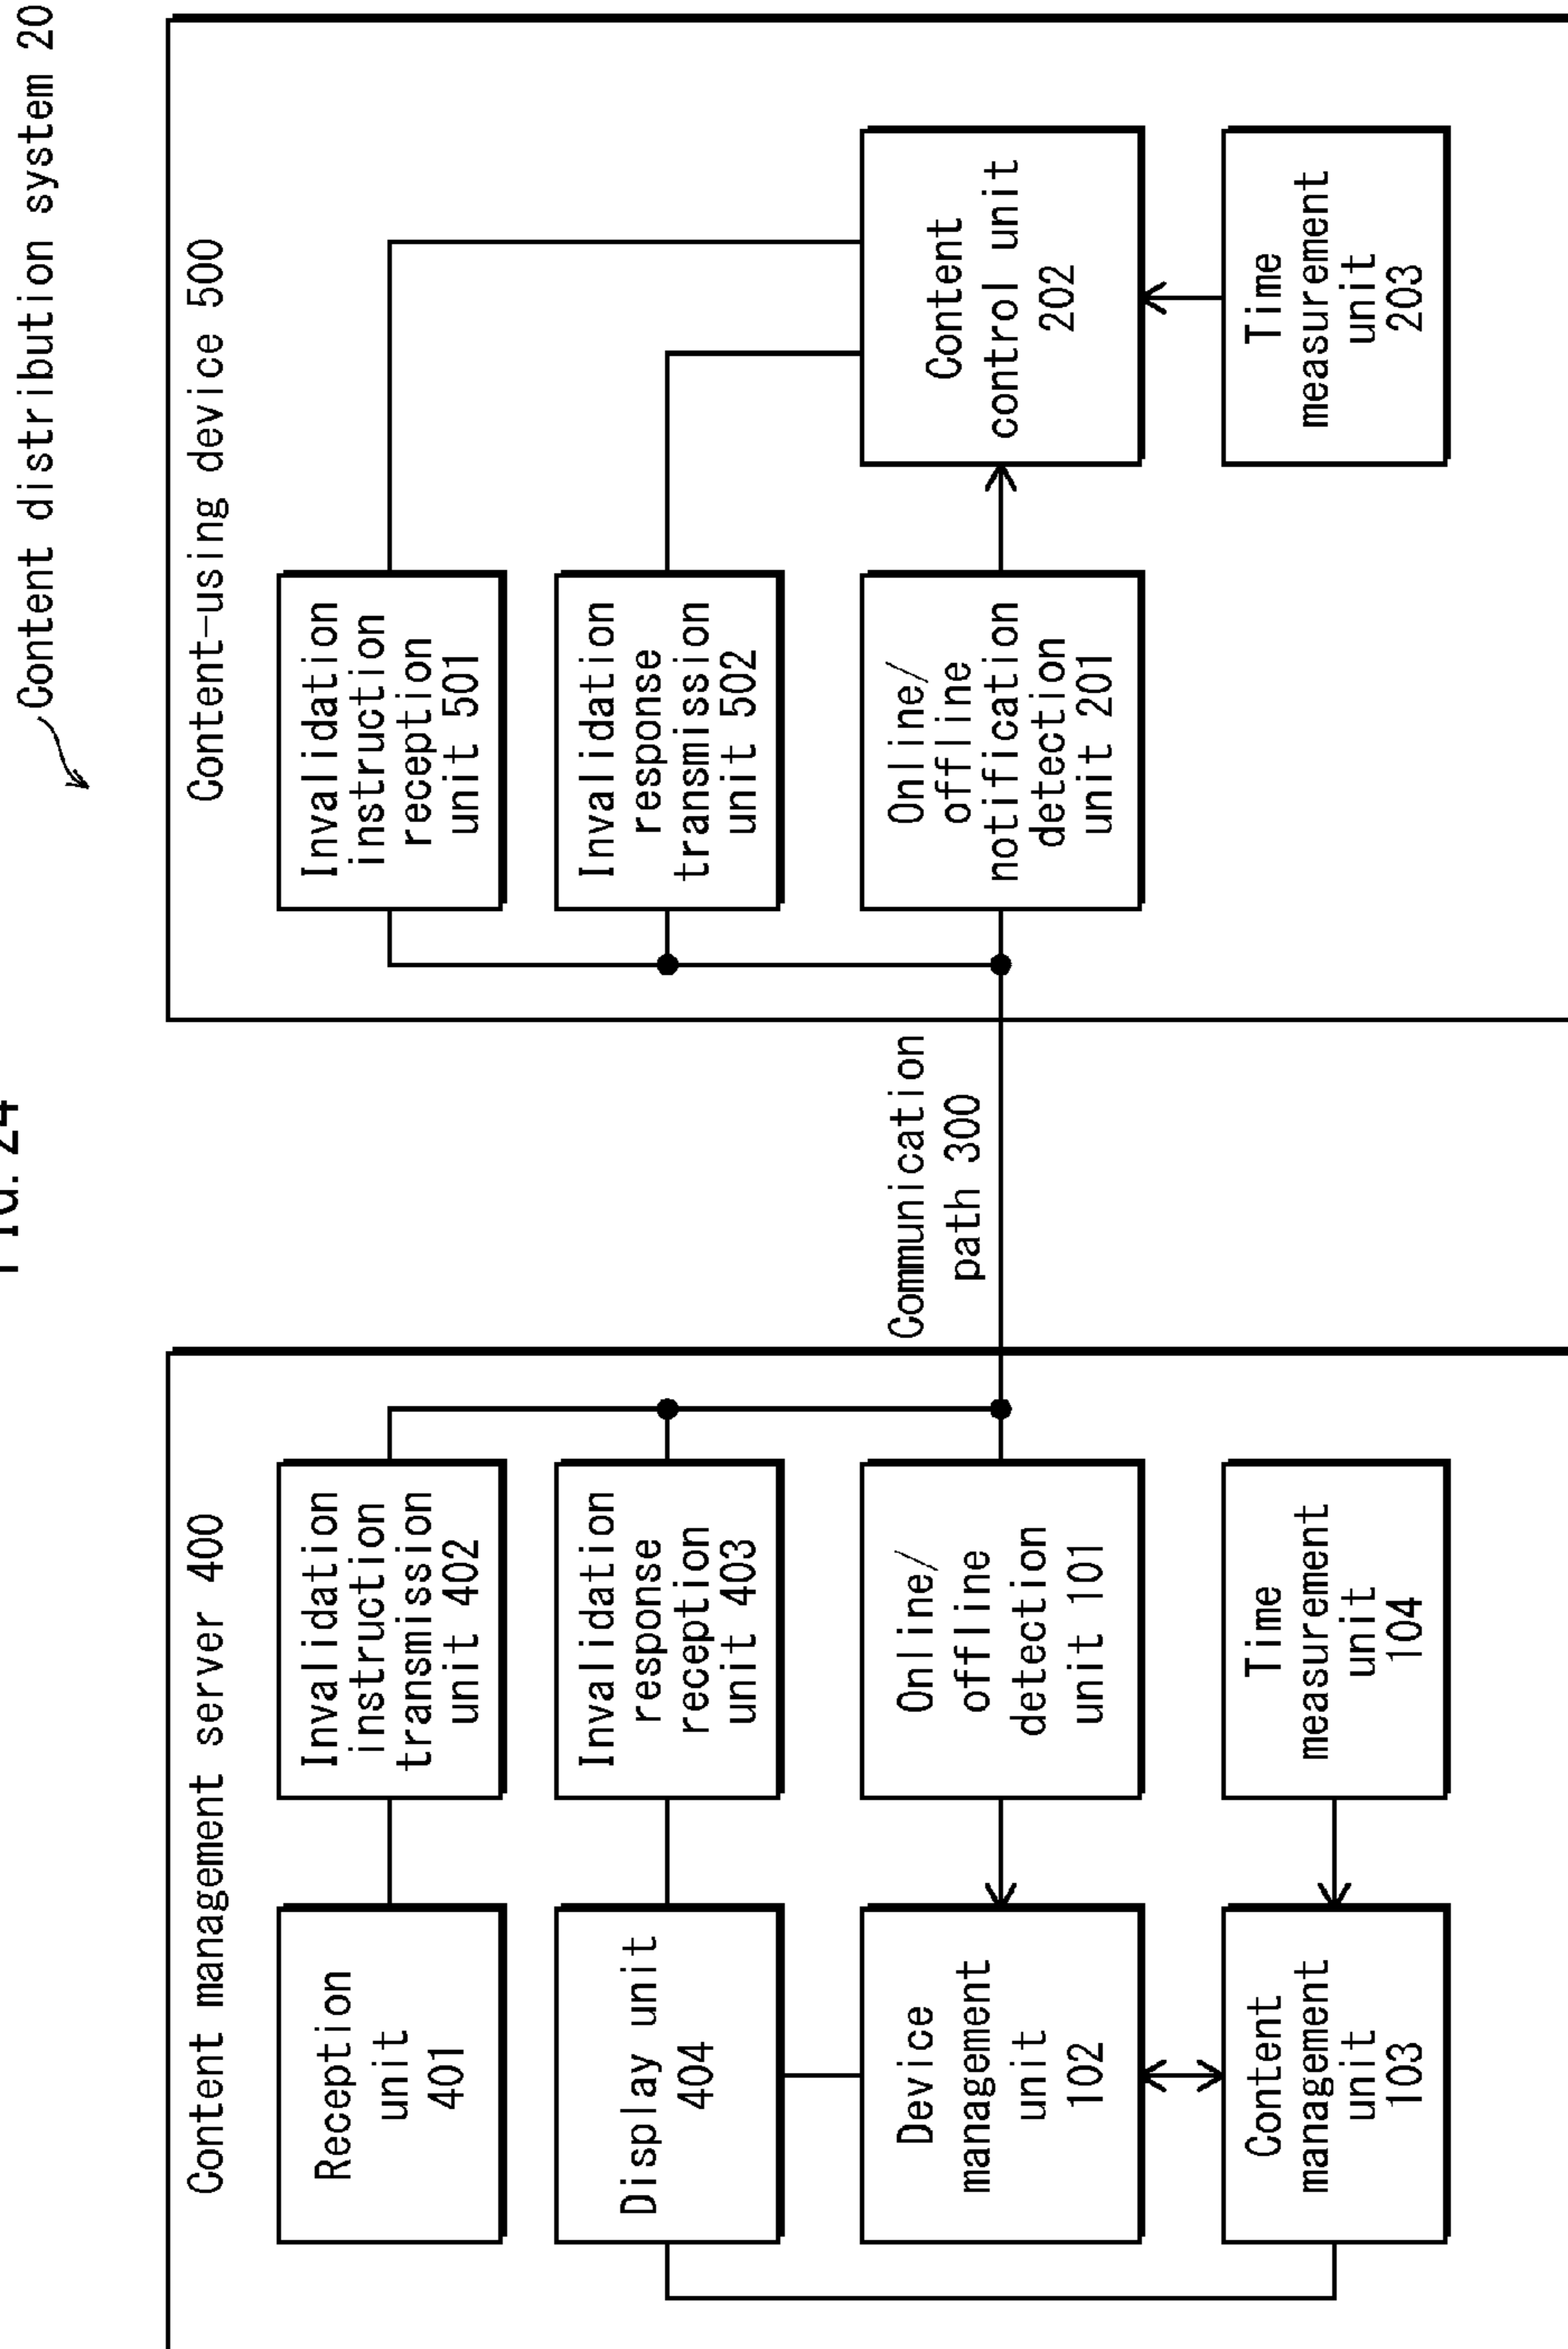 FIG. 24
Content distribution system 20
Content management server 400
Reception
unit
401
Invalidation
instruction
transmission
unit 402
Display unit
404
Invalidation
response
reception
unit 403
Device
management
unit
102
Online/
offline
detection
unit 101
Content
management
unit
103
Time
measurement
unit
104
Communication
path 300
Content-using device 500
Invalidation
instruction
reception
unit 501
Invalidation
response
transmission
unit 502
Online/
offline
notification
detection
unit 201
Content
control unit
202
Time
measurement
unit
203